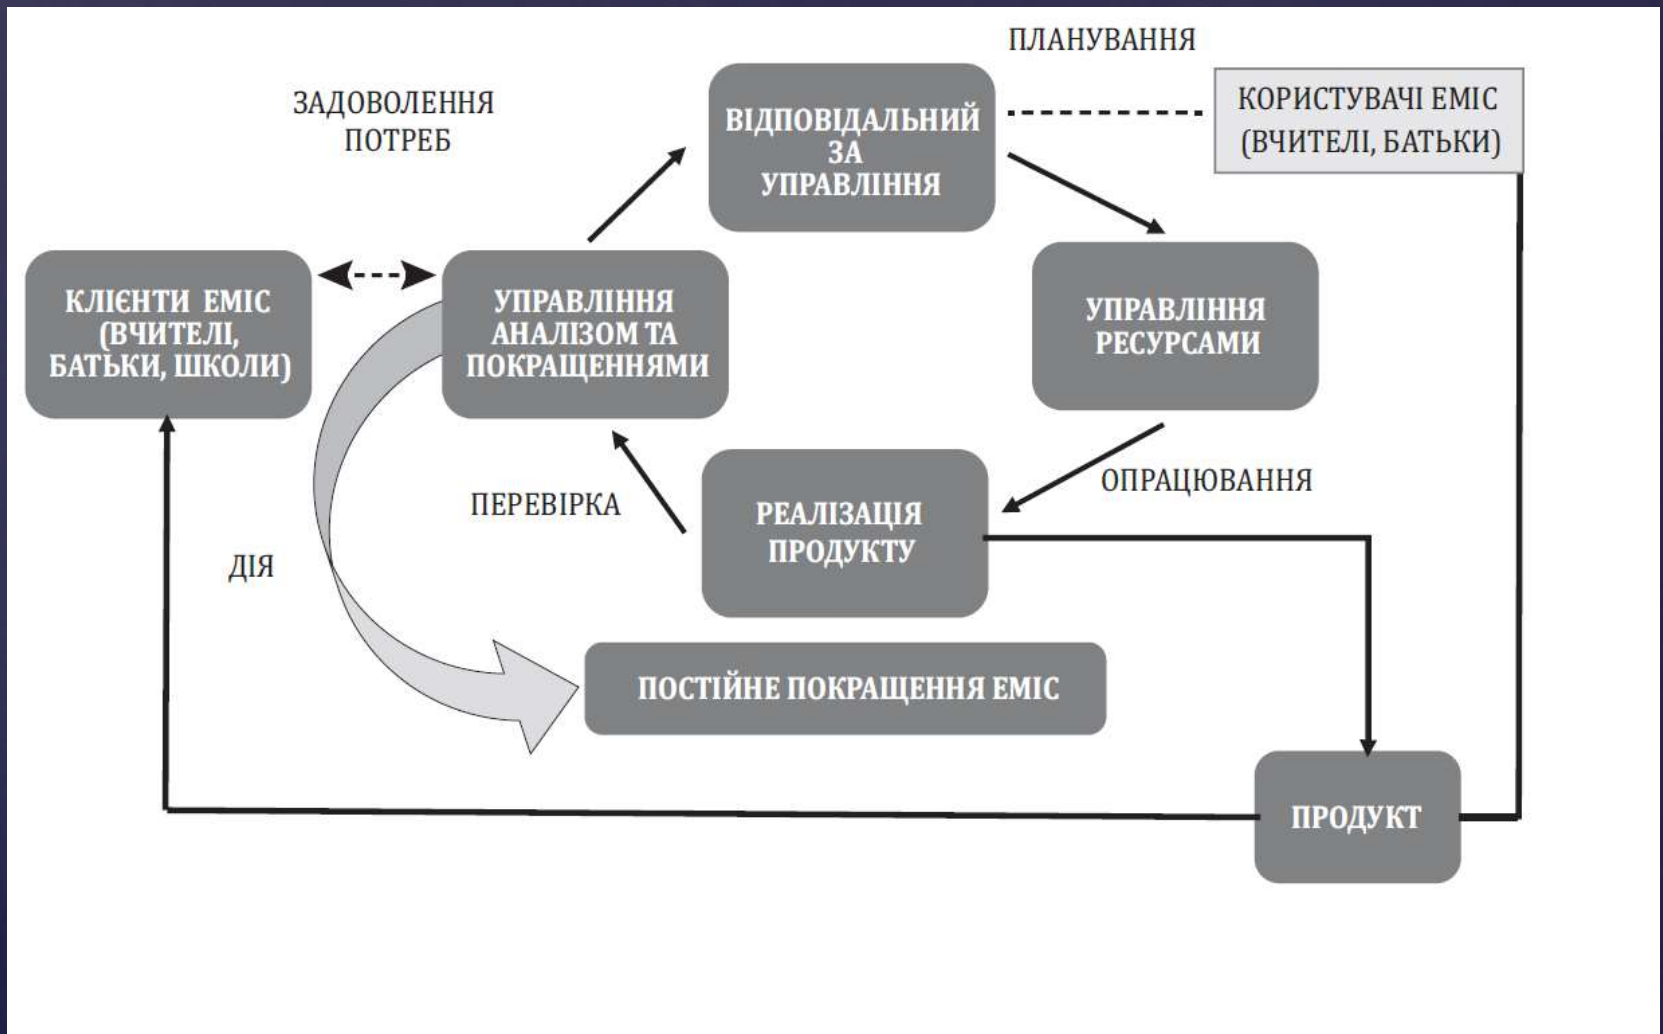 ПЛАНУВАННЯ
ЗАДОВОЛЕННЯ
ПОТРЕБ
ВІДПОВІДАЛЬНИЙ
ЗА
УПРАВЛІННЯ
КОРИСТУВАЧІ ЕМІС
(ВЧИТЕЛІ, БАТЬКИ)
КЛІЄНТИ ЕМІС
(ВЧИТЕЛІ,
БАТЬКИ, ШКОЛИ)
УПРАВЛІННЯ
АНАЛІЗОМ ТА
ПОКРАЩЕННЯМИ
УПРАВЛІННЯ
РЕСУРСАМИ
ПЕРЕВІРКА
РЕАЛІЗАЦІЯ
ПРОДУКТУ
ОПРАЦЮВАННЯ
ДІЯ
ПОСТІЙНЕ ПОКРАЩЕННЯ ЕМІС
ПРОДУКТ